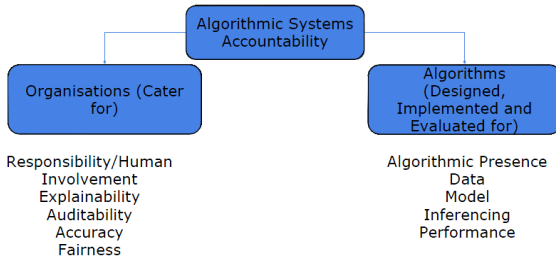 Algorithmic Systems
Accountability
Organisations (Cater
for)
Algorithms
(Designed,
Implemented and
Evaluated for)
Responsibility/Human
Involvement
Explainability
Auditability
Accuracy
Fairness
Algorithmic Presence
Data
Model
Inferencing
Performance